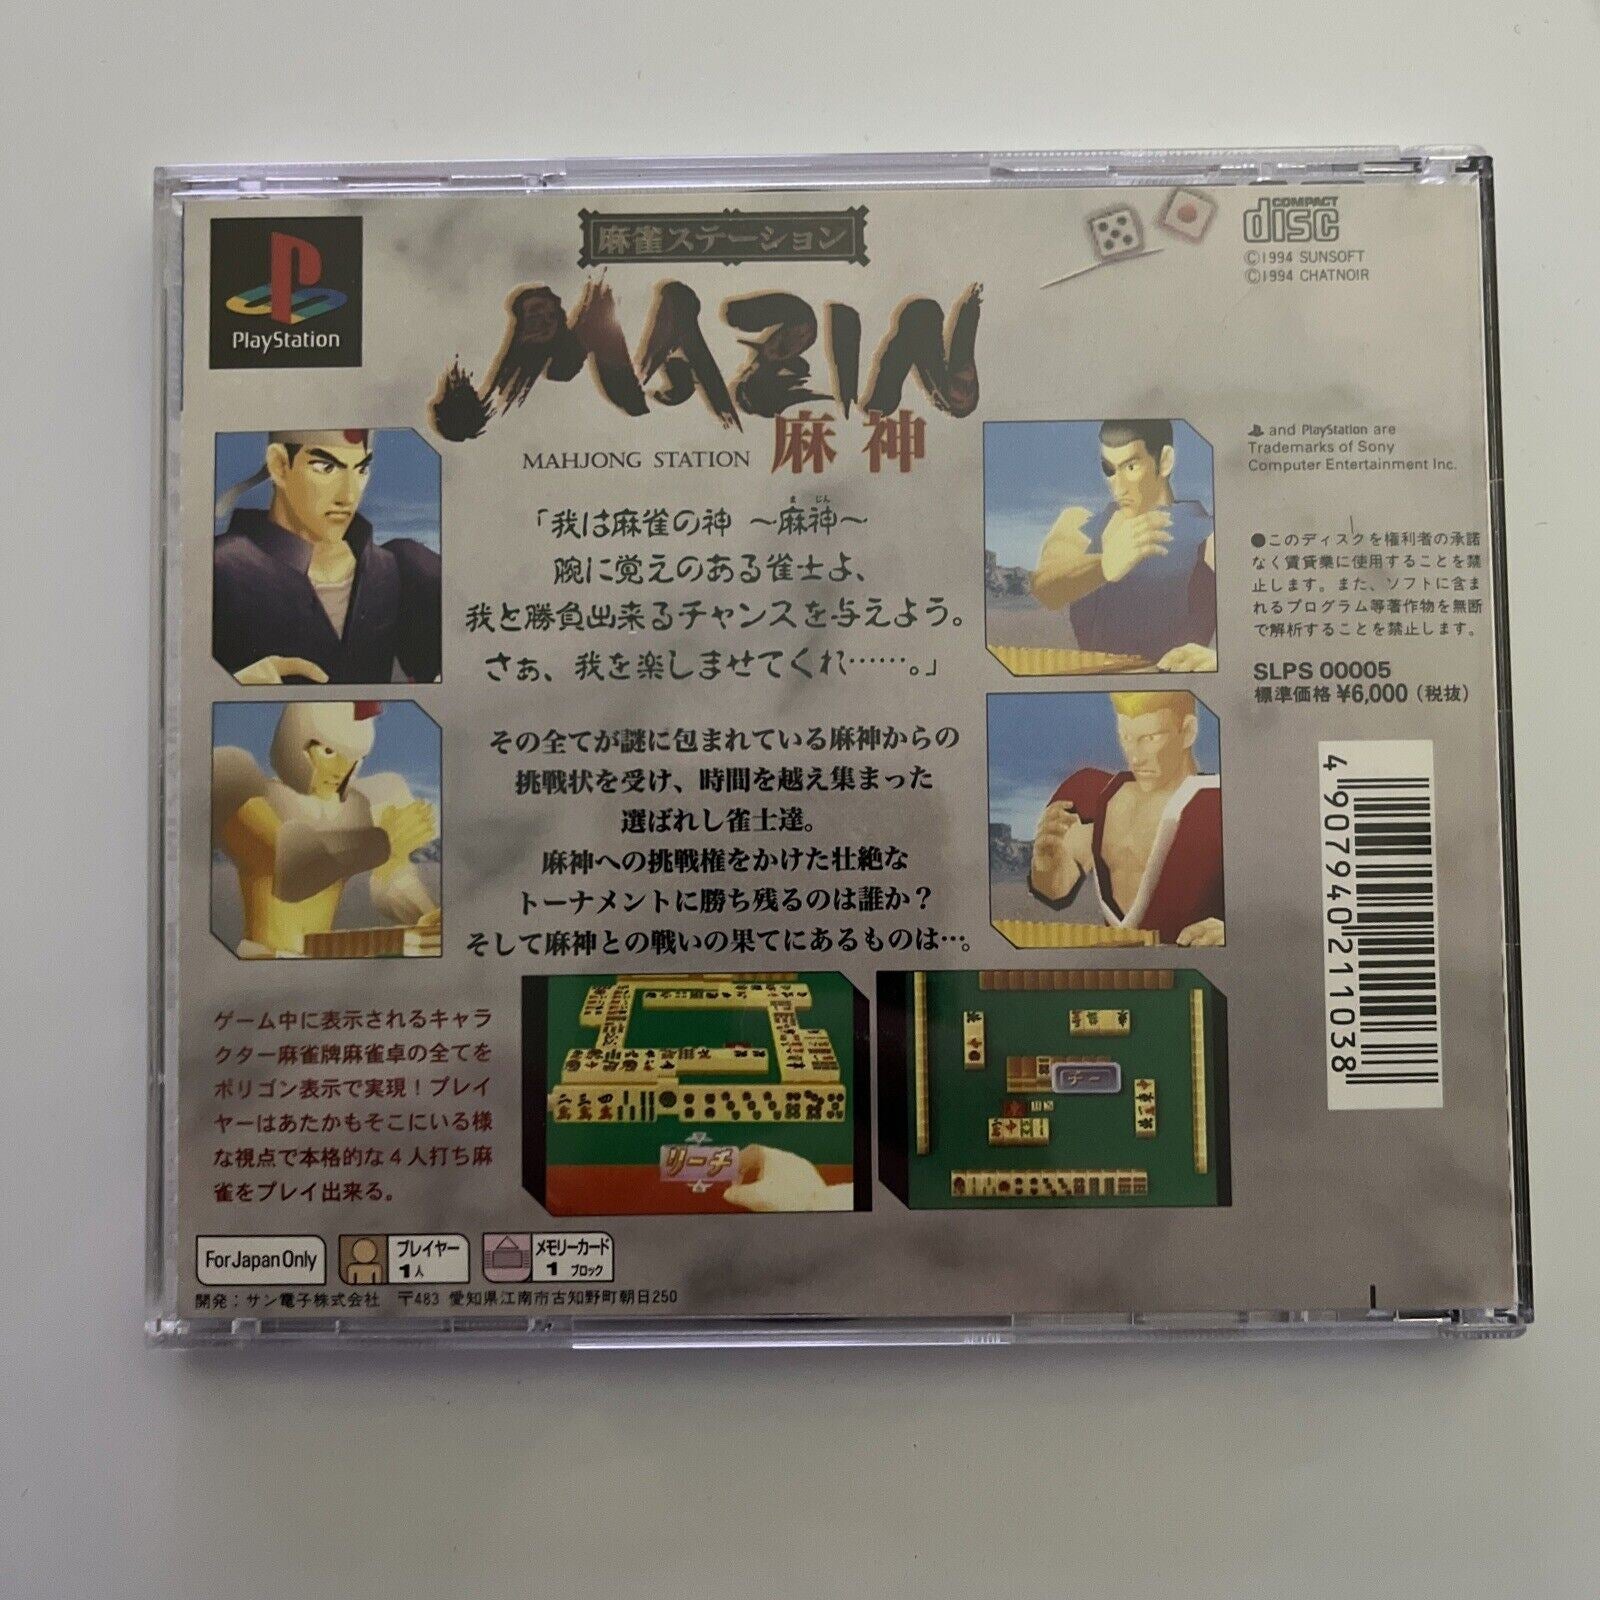 麻雀ステーション
MAZIN
MAHJONG STATION 麻神
PlayStation
COMPACT
disc
©1994 SUNSOFT
©1994 CHATNOIR
and PlayStation are
Trademarks of Sony
Computer Entertainment Inc.
まじん
「我は麻雀の神 〜麻神〜
腕に覚えのある雀士よ、
我と勝負出来るチャンスを与えよう。
さぁ、我を楽しませてくれ……。」
●このディスクを権利者の承諾
なく賃貸業に使用することを禁
止します。また、ソフトに含ま
れるプログラム等著作物を無断
で解析することを禁止します。
SLPS 00005
標準価格 ¥6,000(税抜)
その全てが謎に包まれている麻神からの
挑戦状を受け、時間を越え集まった
選ばれし雀士達。
麻神への挑戦権をかけた壮絶な
トーナメントに勝ち残るのは誰か?
そして麻神との戦いの果てにあるものは…。
4907940211038
ゲーム中に表示されるキャラ
クター麻雀牌麻雀卓の全てを
ポリゴン表示で実現!プレイ
ヤーはあたかもそこにいる様
な視点で本格的な4人打ち麻
雀をプレイ出来る。
リーチ
チー
For Japan Only
プレイヤー
1人
メモリーカード
1 ブロック
開発:サン電子株式会社 〒483 愛知県江南市古知野町朝日250